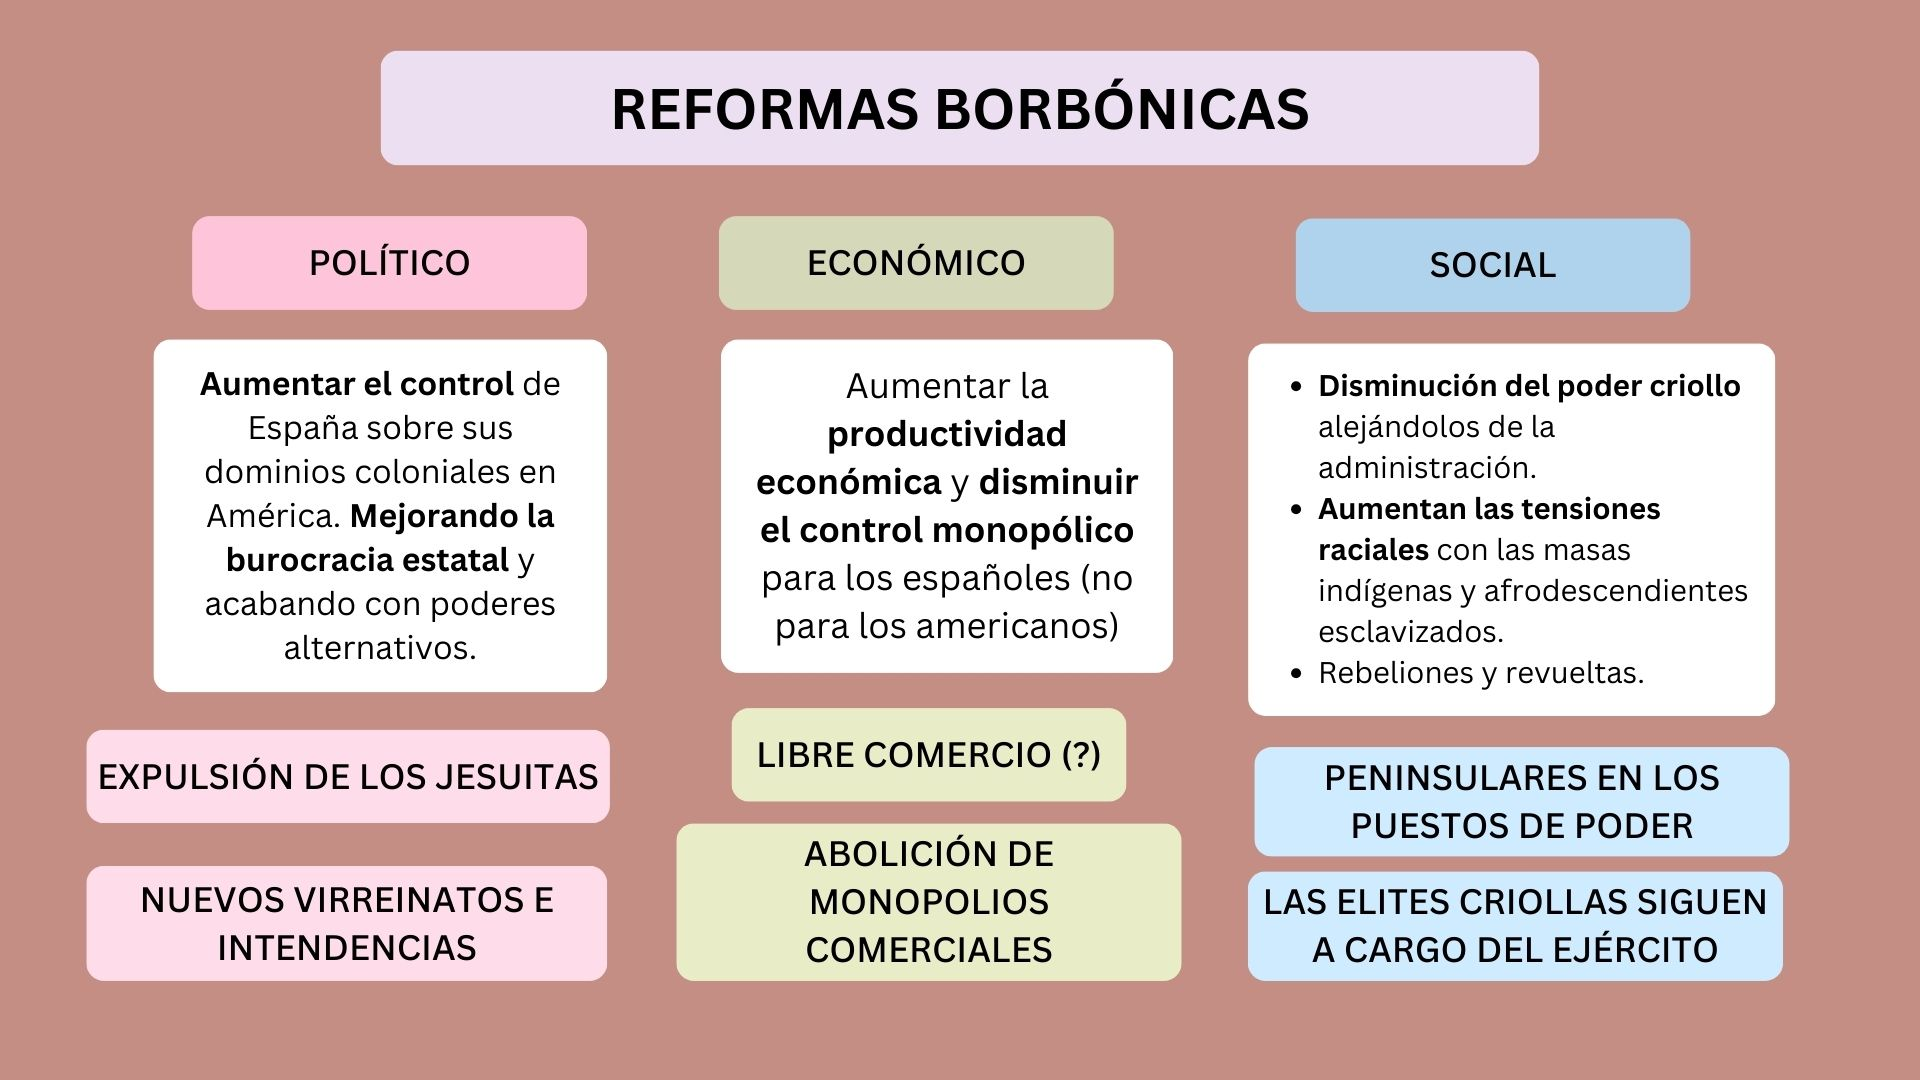 REFORMAS BORBÓNICAS
POLÍTICO
Aumentar el control de
España sobre sus
dominios coloniales en
América. Mejorando la
burocracia estatal y
acabando con poderes
alternativos.
EXPULSIÓN DE LOS JESUITAS
NUEVOS VIRREINATOS E
INTENDENCIAS
ECONÓMICO
Aumentar la
productividad
económica y disminuir
el control monopólico
para los españoles (no
para los americanos)
LIBRE COMERCIO (?)
ABOLICIÓN DE
MONOPOLIOS
COMERCIALES
SOCIAL
• Disminución del poder criollo
alejándolos de la
administración.
• Aumentan las tensiones
raciales con las masas
indígenas y afrodescendientes
esclavizados.
• Rebeliones y revueltas.
PENINSULARES EN LOS
PUESTOS DE PODER
LAS ELITES CRIOLLAS SIGUEN
A CARGO DEL EJÉRCITO